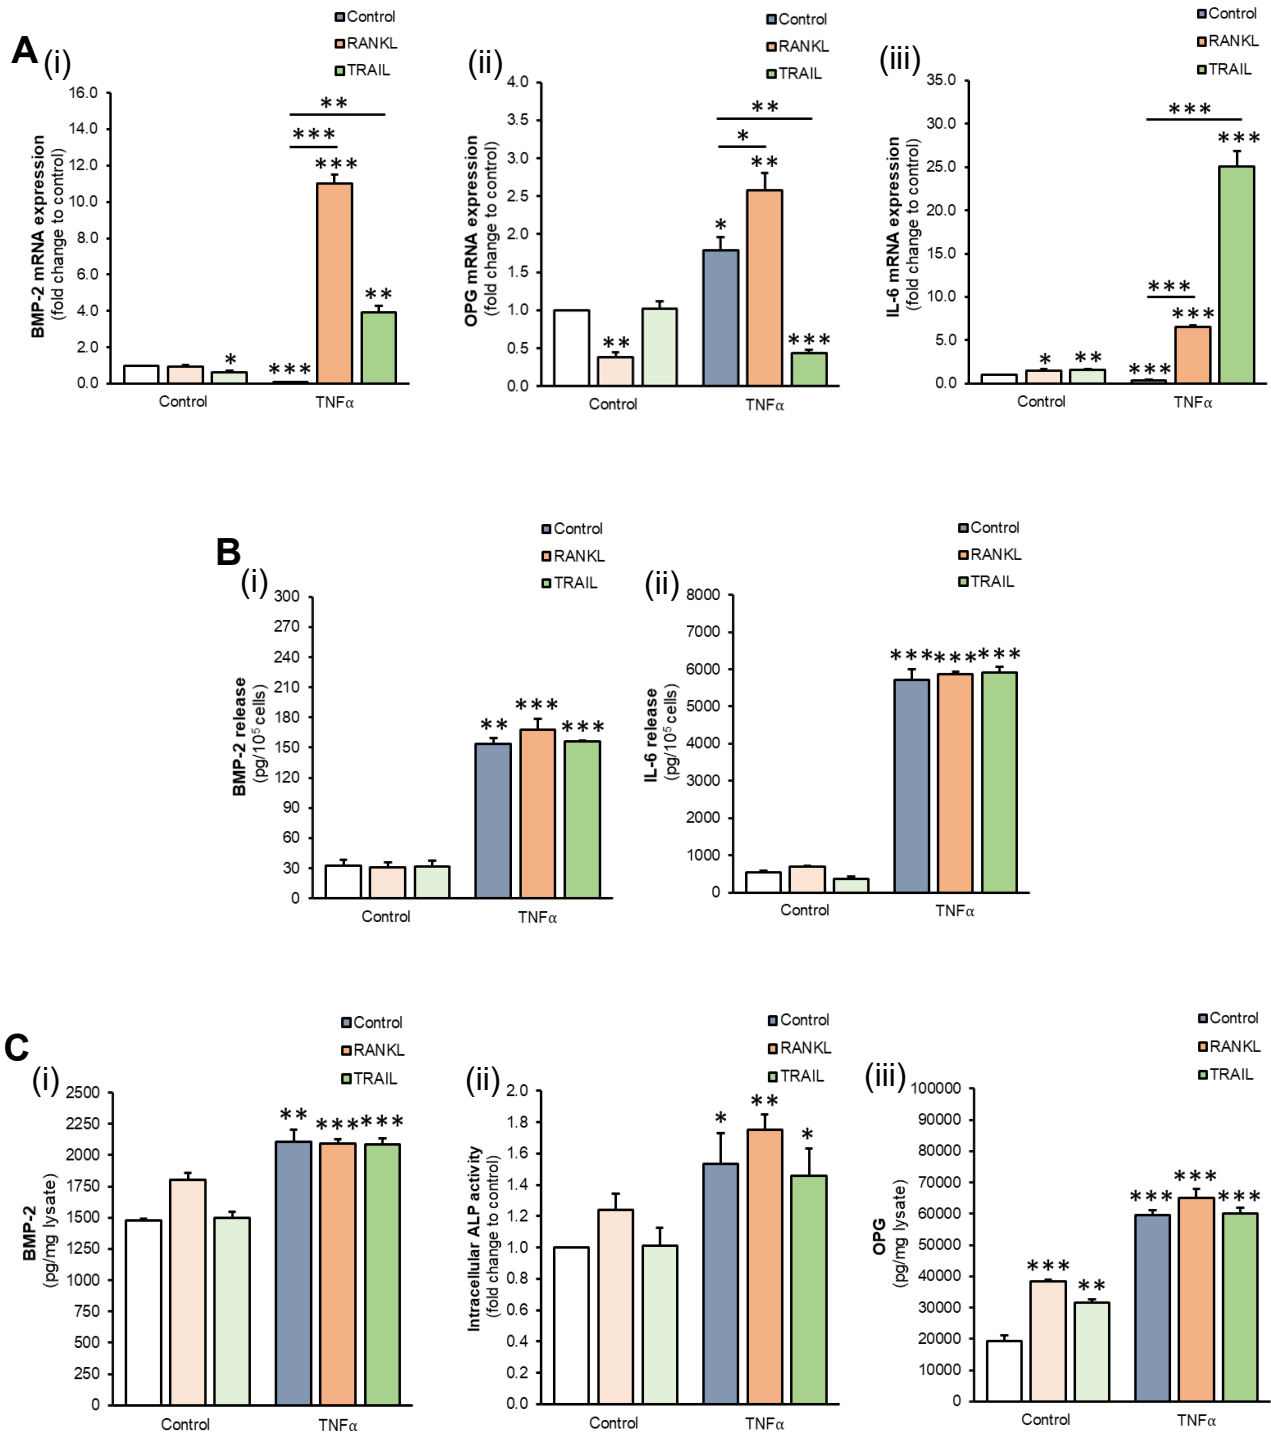 A
(i)
Control
RANKL
TRAIL
BMP-2 mRNA expression
(fold change to control)
16.0
14.0
12.0
10.0
8.0
6.0
4.0
2.0
0.0
*
***
***
**
***
**
Control
TNFα
(ii)
Control
RANKL
TRAIL
OPG mRNA expression
(fold change to control)
4.0
3.5
3.0
2.5
2.0
1.5
1.0
0.5
0.0
**
*
**
***
*
**
Control
TNFα
(iii)
Control
RANKL
TRAIL
IL-6 mRNA expression
(fold change to control)
35.0
30.0
25.0
20.0
15.0
10.0
5.0
0.0
*
**
***
***
***
***
***
Control
TNFα
B
(i)
Control
RANKL
TRAIL
BMP-2 release
(pg/10⁵ cells)
300
270
240
210
180
150
120
90
60
30
0
**
***
***
Control
TNFα
(ii)
Control
RANKL
TRAIL
IL-6 release
(pg/10⁵ cells)
8000
7000
6000
5000
4000
3000
2000
1000
0
***
***
***
Control
TNFα
C
(i)
Control
RANKL
TRAIL
BMP-2
(pg/mg lysate)
2500
2250
2000
1750
1500
1250
1000
750
500
250
0
**
***
***
Control
TNFα
(ii)
Control
RANKL
TRAIL
Intracellular ALP activity
(fold change to control)
2.0
1.8
1.6
1.4
1.2
1.0
0.8
0.6
0.4
0.2
0.0
*
**
*
Control
TNFα
(iii)
Control
RANKL
TRAIL
OPG
(pg/mg lysate)
100000
90000
80000
70000
60000
50000
40000
30000
20000
10000
0
***
**
***
***
***
Control
TNFα